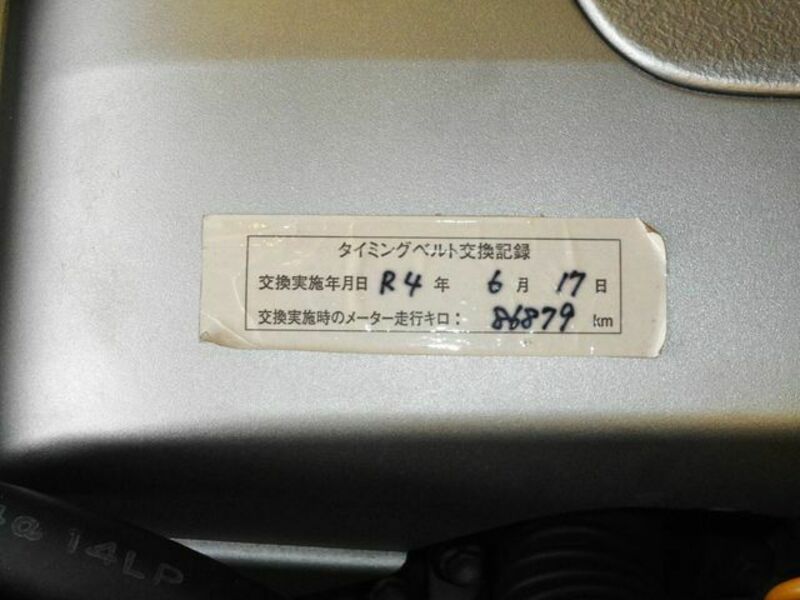 タイミングベルト交換記録
交換実施年月日 R4 年 6 月 17 日
交換実施時のメーター走行キロ： 86879 km
14LP